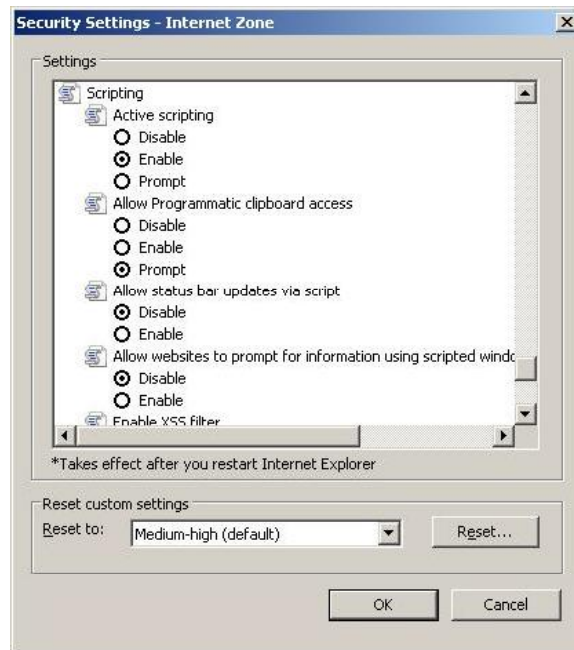 Security Settings - Internet Zone
Settings
Scripting
Active scripting
Disable
Enable
Prompt
Allow Programmatic clipboard access
Disable
Enable
Prompt
Allow status bar updates via script
Disable
Enable
Allow websites to prompt for information using scripted windo
Disable
Enable
Enable XSS filter
*Takes effect after you restart Internet Explorer
Reset custom settings
Reset to: Medium-high (default) Reset...
OK Cancel